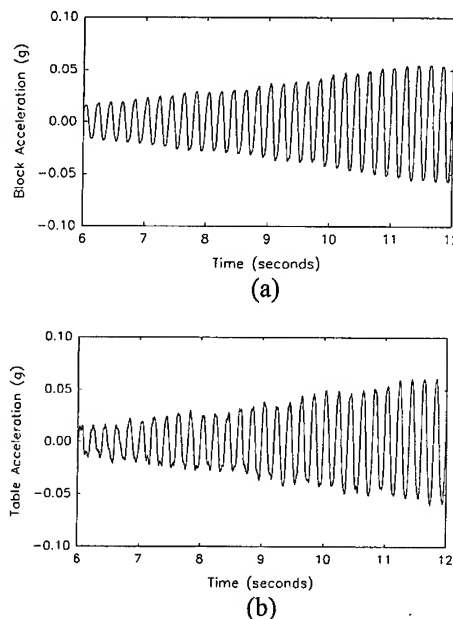 0.10
0.05
0.00
-0.05
-0.10
Block Acceleration (g)
6 7 8 9 10 11 12
Time (seconds)
(a)
0.10
0.05
0.00
-0.05
-0.10
Table Acceleration (g)
6 7 8 9 10 11 12
Time (seconds)
(b)